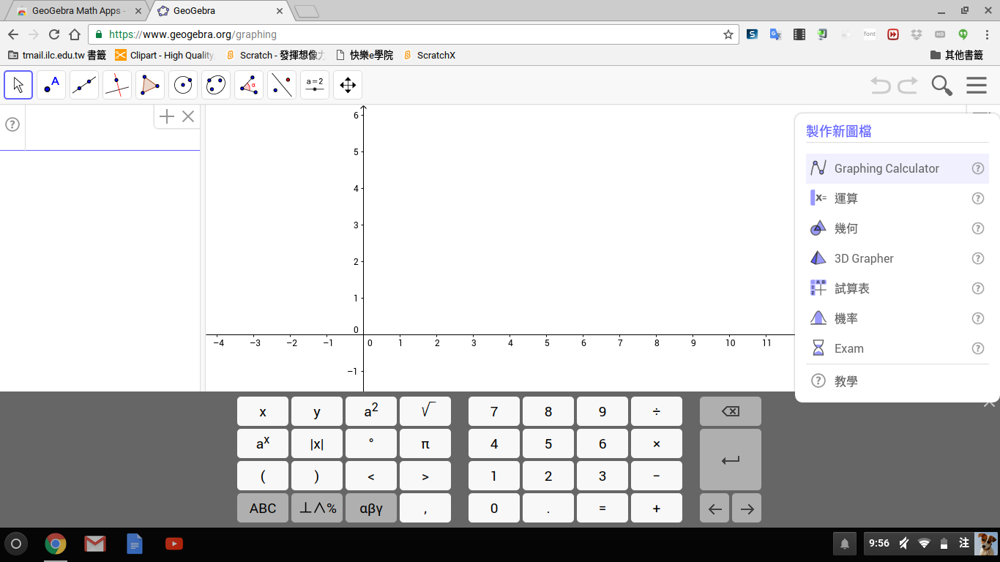 GeoGebra Math Apps -
GeoGebra
https://www.geogebra.org/graphing
tmail.ilc.edu.tw 書籤
Clipart - High Quality
Scratch - 發揮想像力
快樂e學院
ScratchX
其他書籤
S
font
HD
A
α
a=2
?
製作新圖檔
Graphing Calculator ?
x= 運算 ?
幾何 ?
3D Grapher ?
A B 1 2 試算表 ?
機率 ?
Exam ?
? 教學
6
5
4
3
2
1
0
−4 −3 −2 −1 0 1 2 3 4 5 6 7 8 9 10 11
−1
x y a² √ 7 8 9 ÷
aˣ |x| ° π 4 5 6 ×
( ) < > 1 2 3 −
ABC ⊥∧% αβγ , 0 . = + ← →
9:56 注